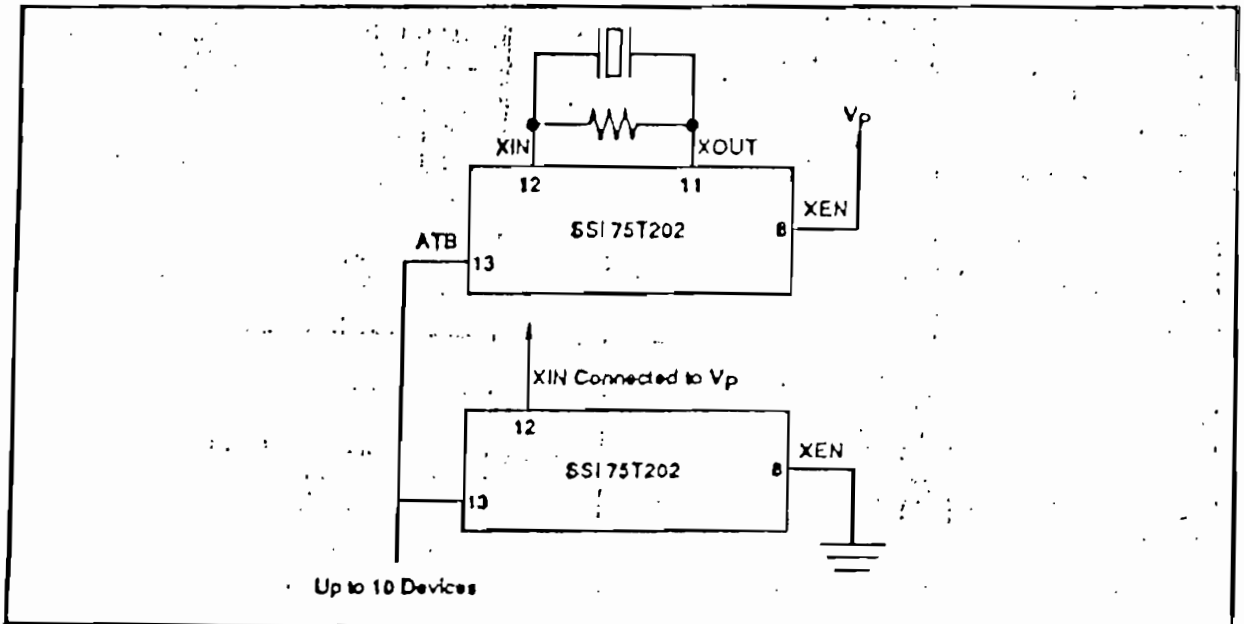 Vp
XIN
XOUT
12
11
XEN
SSI 75T202
8
ATB
13
XIN Connected to Vp
12
XEN
SSI 75T202
8
13
Up to 10 Devices